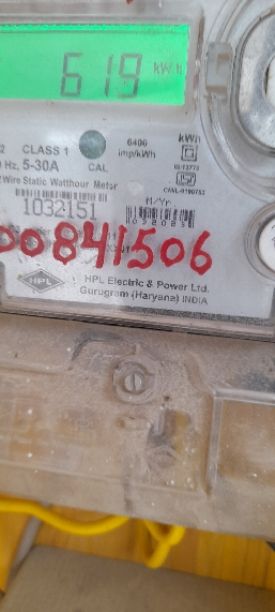 619 kWh
CLASS 1
6400 imp/kWh
kWh
Hz. 5-30A
CAL
Wire Static Watthour Meter
1032151
M/Yr.
00841506
HPL
HPL Electric & Power Ltd.
Gurugram (Haryana) INDIA